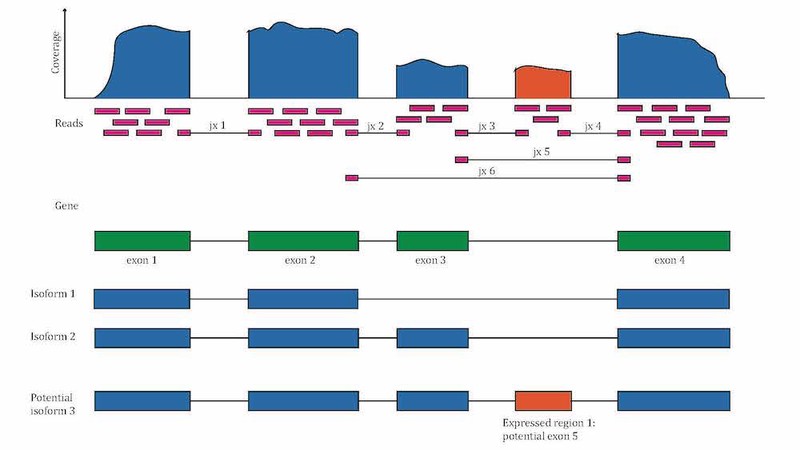 Coverage
Reads
jx 1
jx 2
jx 3
jx 4
jx 5
jx 6
Gene
exon 1
exon 2
exon 3
exon 4
Isoform 1
Isoform 2
Potential
isoform 3
Expressed region 1:
potential exon 5